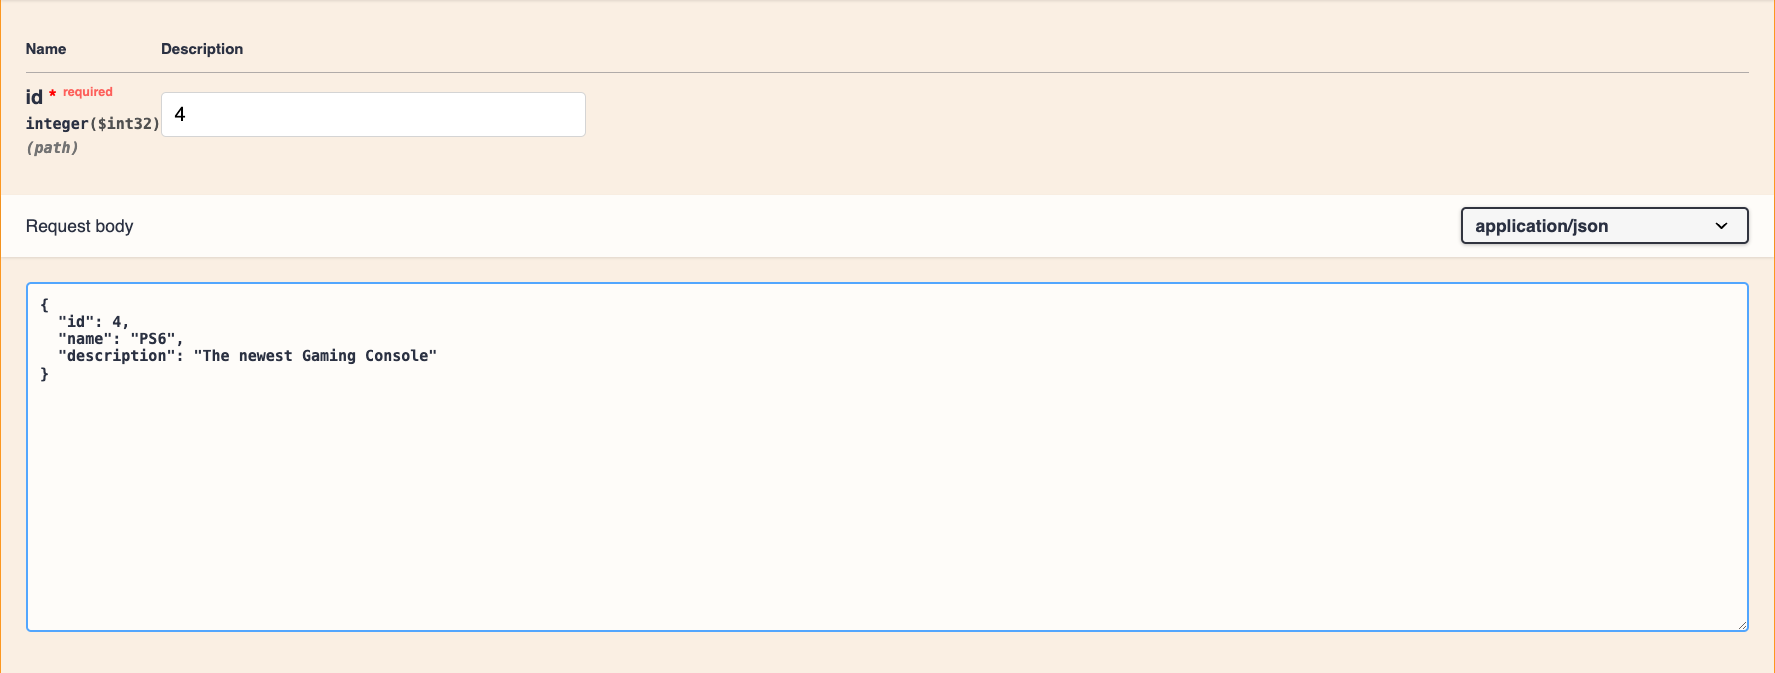 Name Description
id * required
integer($int32)
(path)
4
Request body
application/json
{
  "id": 4,
  "name": "PS6",
  "description": "The newest Gaming Console"
}